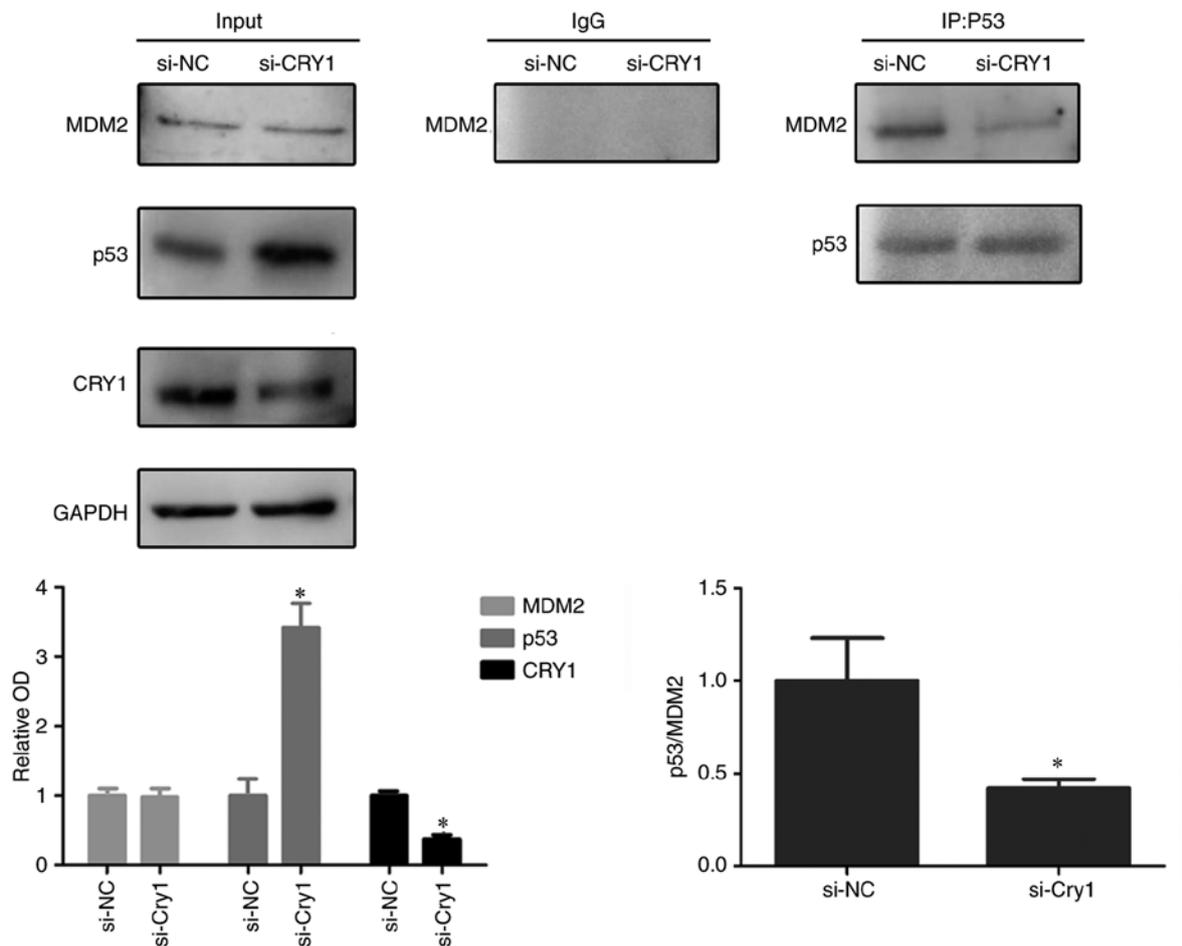 Input
IgG
IP:P53
si-NC si-CRY1
si-NC si-CRY1
si-NC si-CRY1
MDM2
MDM2
MDM2
p53
p53
CRY1
GAPDH
4
3
2
1
0
Relative OD
*
*
si-NC
si-Cry1
si-NC
si-Cry1
si-NC
si-Cry1
MDM2
p53
CRY1
1.5
1.0
0.5
0.0
p53/MDM2
*
si-NC
si-Cry1